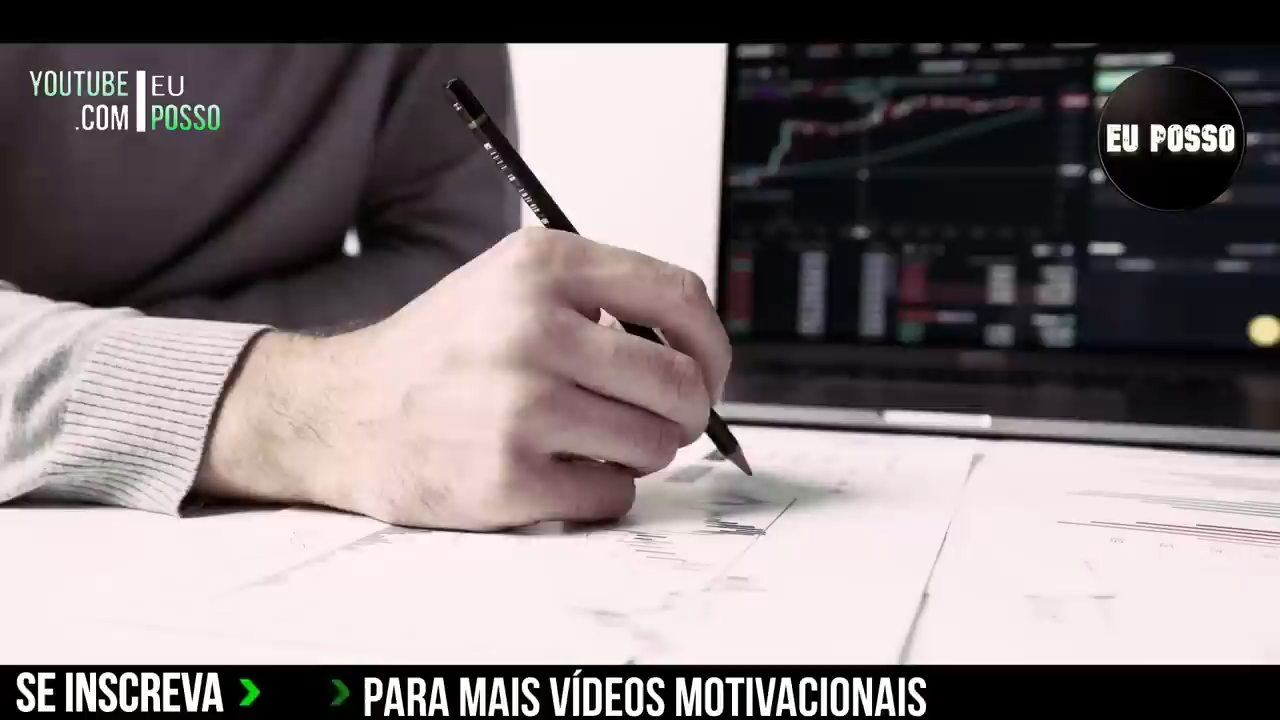 YOUTUBE EU
.COM POSSO
EU POSSO
SE INSCREVA
PARA MAIS VÍDEOS MOTIVACIONAIS